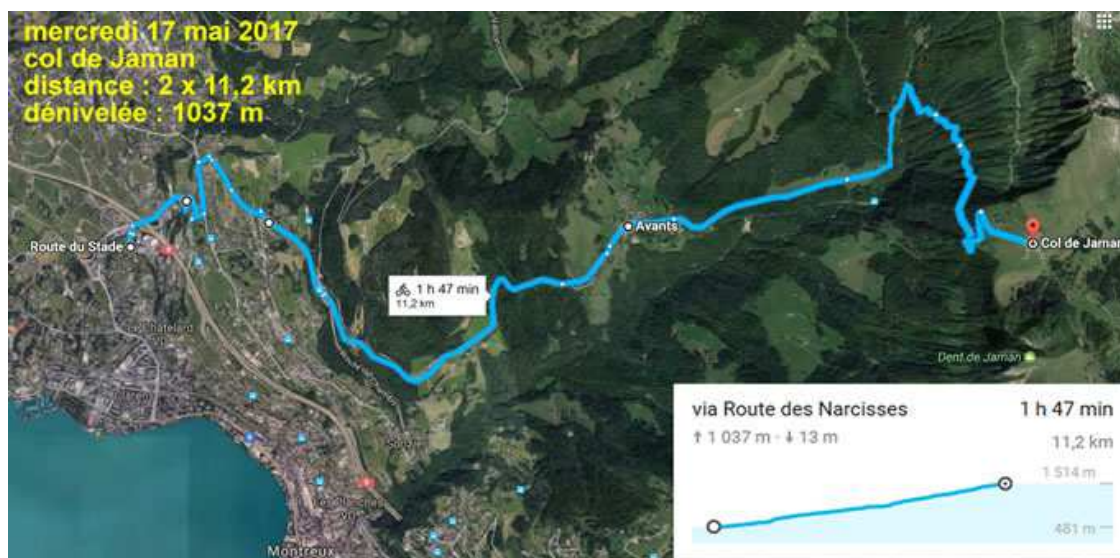 mercredi 17 mai 2017
col de Jaman
distance : 2 x 11,2 km
dénivelée : 1037 m
Avants
Route du Stade
Col de Jaman
1 h 47 min
11,2 km
Dent de Jaman
via Route des Narcisses
1 h 47 min
↑ 1 037 m · ↓ 13 m
11,2 km
1 514 m
481 m
Montreux